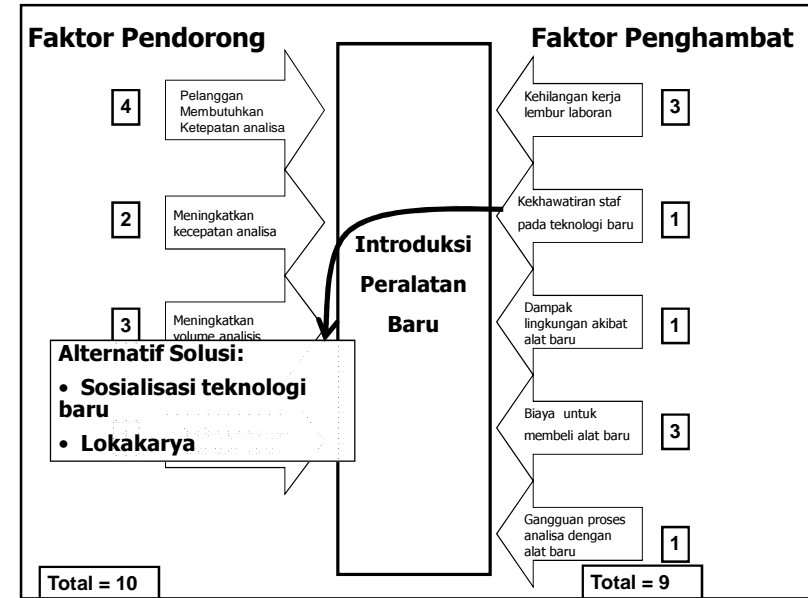 Faktor Pendorong
Faktor Penghambat
4
Pelanggan
Membutuhkan
Ketepatan analisa
2
Meningkatkan
kecepatan analisa
3
Meningkatkan
volume analisis
Alternatif Solusi:
• Sosialisasi teknologi
baru
• Lokakarya
Total = 10
Introduksi
Peralatan
Baru
Kehilangan kerja
lembur laboran
3
Kekhawatiran staf
pada teknologi baru
1
Dampak
lingkungan akibat
alat baru
1
Biaya untuk
membeli alat baru
3
Gangguan proses
analisa dengan
alat baru
1
Total = 9